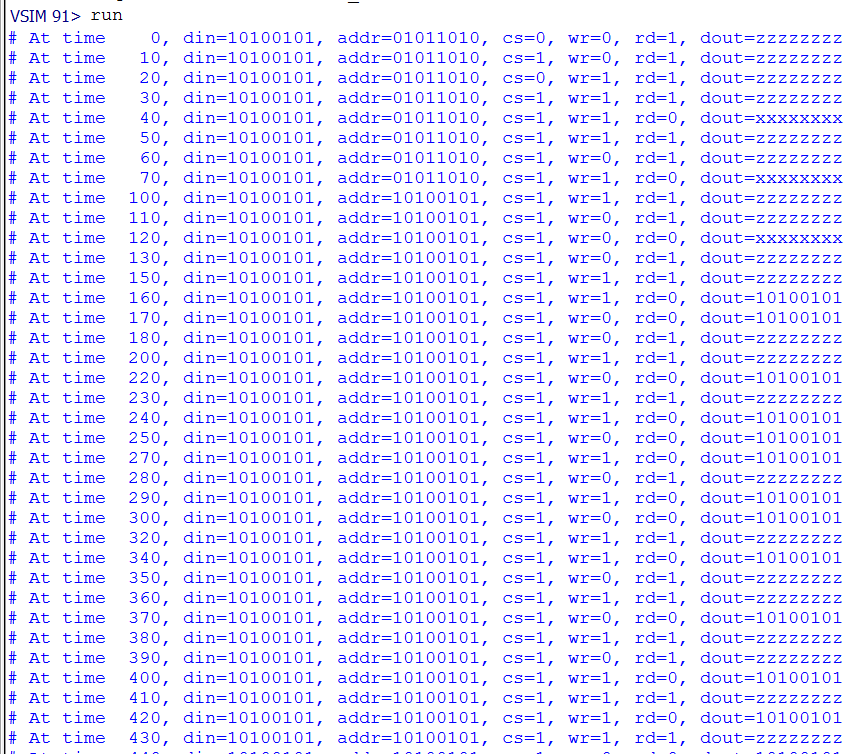 VSIM 91> run
# At time    0, din=10100101, addr=01011010, cs=0, wr=0, rd=1, dout=zzzzzzzz
# At time   10, din=10100101, addr=01011010, cs=1, wr=0, rd=1, dout=zzzzzzzz
# At time   20, din=10100101, addr=01011010, cs=0, wr=1, rd=1, dout=zzzzzzzz
# At time   30, din=10100101, addr=01011010, cs=1, wr=1, rd=1, dout=zzzzzzzz
# At time   40, din=10100101, addr=01011010, cs=1, wr=1, rd=0, dout=xxxxxxxx
# At time   50, din=10100101, addr=01011010, cs=1, wr=1, rd=1, dout=zzzzzzzz
# At time   60, din=10100101, addr=01011010, cs=1, wr=0, rd=1, dout=zzzzzzzz
# At time   70, din=10100101, addr=01011010, cs=1, wr=1, rd=0, dout=xxxxxxxx
# At time  100, din=10100101, addr=10100101, cs=1, wr=1, rd=1, dout=zzzzzzzz
# At time  110, din=10100101, addr=10100101, cs=1, wr=0, rd=1, dout=zzzzzzzz
# At time  120, din=10100101, addr=10100101, cs=1, wr=0, rd=0, dout=xxxxxxxx
# At time  130, din=10100101, addr=10100101, cs=1, wr=0, rd=1, dout=zzzzzzzz
# At time  150, din=10100101, addr=10100101, cs=1, wr=1, rd=1, dout=zzzzzzzz
# At time  160, din=10100101, addr=10100101, cs=1, wr=1, rd=0, dout=10100101
# At time  170, din=10100101, addr=10100101, cs=1, wr=0, rd=0, dout=10100101
# At time  180, din=10100101, addr=10100101, cs=1, wr=0, rd=1, dout=zzzzzzzz
# At time  200, din=10100101, addr=10100101, cs=1, wr=1, rd=1, dout=zzzzzzzz
# At time  220, din=10100101, addr=10100101, cs=1, wr=0, rd=0, dout=10100101
# At time  230, din=10100101, addr=10100101, cs=1, wr=1, rd=1, dout=zzzzzzzz
# At time  240, din=10100101, addr=10100101, cs=1, wr=1, rd=0, dout=10100101
# At time  250, din=10100101, addr=10100101, cs=1, wr=0, rd=0, dout=10100101
# At time  270, din=10100101, addr=10100101, cs=1, wr=1, rd=0, dout=10100101
# At time  280, din=10100101, addr=10100101, cs=1, wr=0, rd=1, dout=zzzzzzzz
# At time  290, din=10100101, addr=10100101, cs=1, wr=1, rd=0, dout=10100101
# At time  300, din=10100101, addr=10100101, cs=1, wr=0, rd=0, dout=10100101
# At time  320, din=10100101, addr=10100101, cs=1, wr=1, rd=1, dout=zzzzzzzz
# At time  340, din=10100101, addr=10100101, cs=1, wr=1, rd=0, dout=10100101
# At time  350, din=10100101, addr=10100101, cs=1, wr=0, rd=1, dout=zzzzzzzz
# At time  360, din=10100101, addr=10100101, cs=1, wr=1, rd=1, dout=zzzzzzzz
# At time  370, din=10100101, addr=10100101, cs=1, wr=0, rd=0, dout=10100101
# At time  380, din=10100101, addr=10100101, cs=1, wr=1, rd=1, dout=zzzzzzzz
# At time  390, din=10100101, addr=10100101, cs=1, wr=0, rd=1, dout=zzzzzzzz
# At time  400, din=10100101, addr=10100101, cs=1, wr=1, rd=0, dout=10100101
# At time  410, din=10100101, addr=10100101, cs=1, wr=1, rd=1, dout=zzzzzzzz
# At time  420, din=10100101, addr=10100101, cs=1, wr=1, rd=0, dout=10100101
# At time  430, din=10100101, addr=10100101, cs=1, wr=1, rd=1, dout=zzzzzzzz